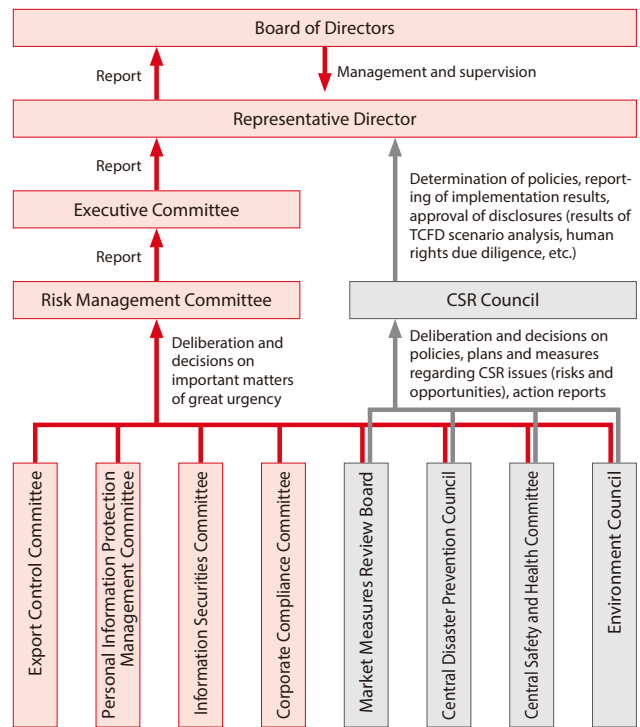 Board of Directors
Report
Management and supervision
Representative Director
Report
Determination of policies, report-
ing of implementation results,
approval of disclosures (results of
TCFD scenario analysis, human
rights due diligence, etc.)
Executive Committee
Report
Risk Management Committee
CSR Council
Deliberation and
decisions on
important matters
of great urgency
Deliberation and decisions on
policies, plans and measures
regarding CSR issues (risks and
opportunities), action reports
Export Control Committee
Personal Information Protection
Management Committee
Information Securities Committee
Corporate Compliance Committee
Market Measures Review Board
Central Disaster Prevention Council
Central Safety and Health Committee
Environment Council